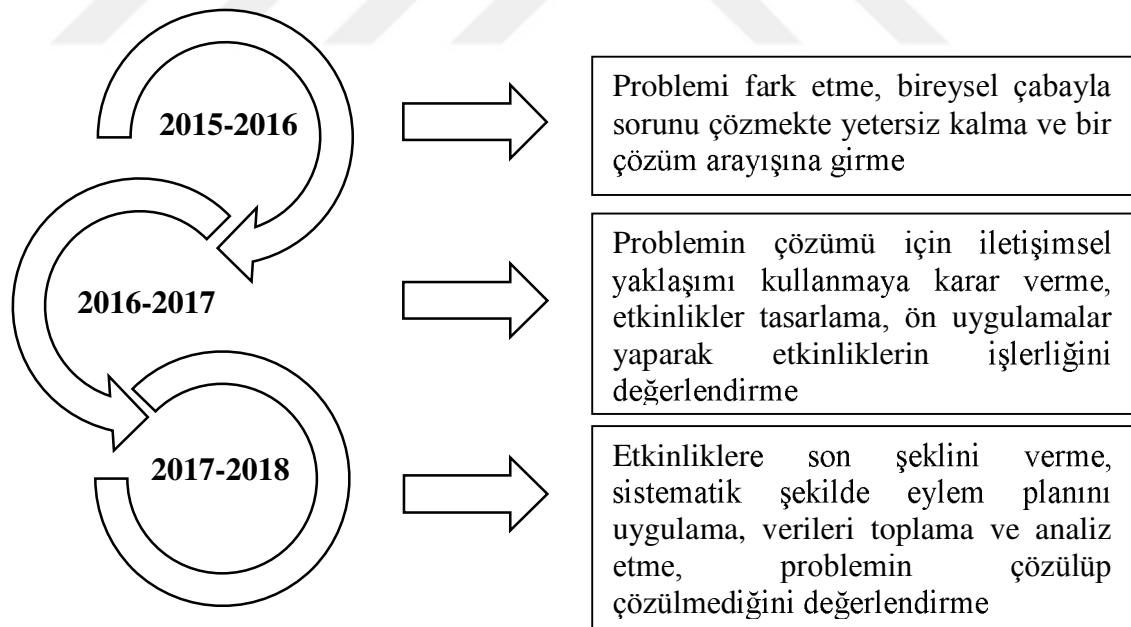 2015-2016
Problemi fark etme, bireysel çabayla
sorunu çözmekte yetersiz kalma ve bir
çözüm arayışına girme
2016-2017
Problemin çözümü için iletişimsel
yaklaşımı kullanmaya karar verme,
etkinlikler tasarlama, ön uygulamalar
yaparak etkinliklerin işlerliğini
değerlendirme
2017-2018
Etkinliklere son şeklini verme,
sistematik şekilde eylem planını
uygulama, verileri toplama ve analiz
etme, problemin çözülüp
çözülmediğini değerlendirme